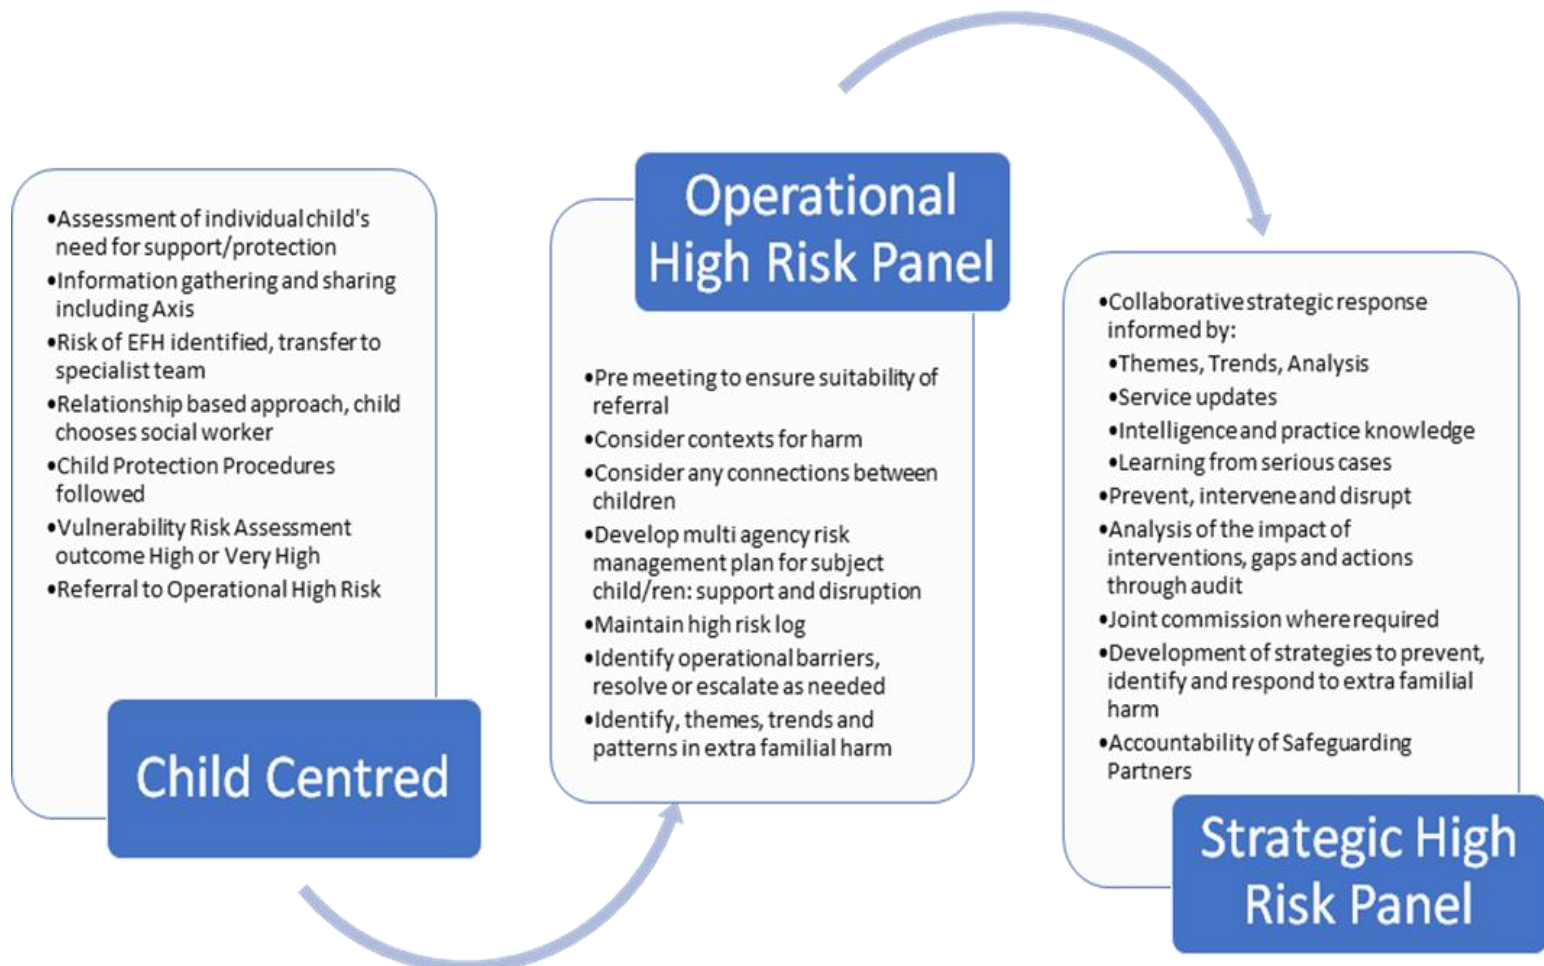 •Assessment of individual child's
need for support/protection
•Information gathering and sharing
including Axis
•Risk of EFH identified, transfer to
specialist team
•Relationship based approach, child
chooses social worker
•Child Protection Procedures
followed
•Vulnerability Risk Assessment
outcome High or Very High
•Referral to Operational High Risk
Child Centred
Operational
High Risk Panel
•Pre meeting to ensure suitability of
referral
•Consider contexts for harm
•Consider any connections between
children
•Develop multi agency risk
management plan for subject
child/ren: support and disruption
•Maintain high risk log
•Identify operational barriers,
resolve or escalate as needed
•Identify, themes, trends and
patterns in extra familial harm
•Collaborative strategic response
informed by:
•Themes, Trends, Analysis
•Service updates
•Intelligence and practice knowledge
•Learning from serious cases
•Prevent, intervene and disrupt
•Analysis of the impact of
interventions, gaps and actions
through audit
•Joint commission where required
•Development of strategies to prevent,
identify and respond to extra familial
harm
•Accountability of Safeguarding
Partners
Strategic High
Risk Panel